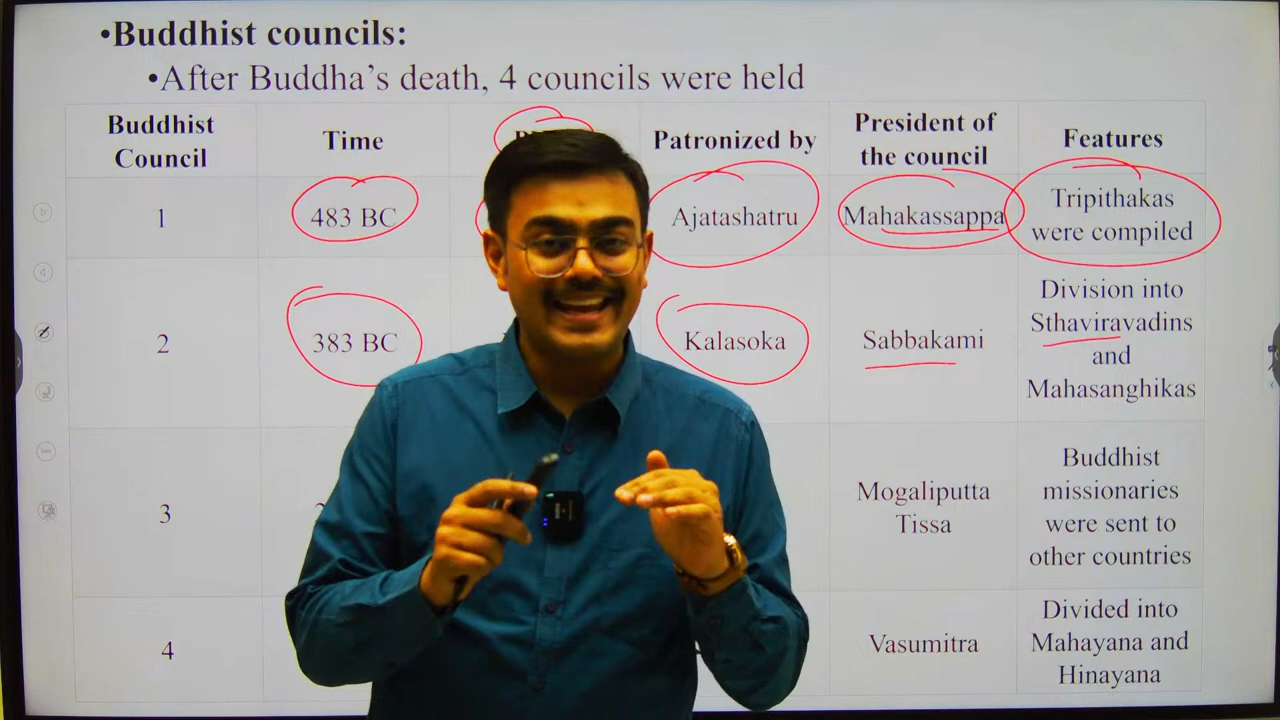 •Buddhist councils:
•After Buddha's death, 4 councils were held
Buddhist
Council
Time
Patronized by
President of
the council
Features
1
483 BC
Ajatashatru
Mahakassappa
Tripithakas
were compiled
2
383 BC
Kalasoka
Sabbakami
Division into
Sthaviravadins
and
Mahasanghikas
3
Mogaliputta
Tissa
Buddhist
missionaries
were sent to
other countries
4
Vasumitra
Divided into
Mahayana and
Hinayana